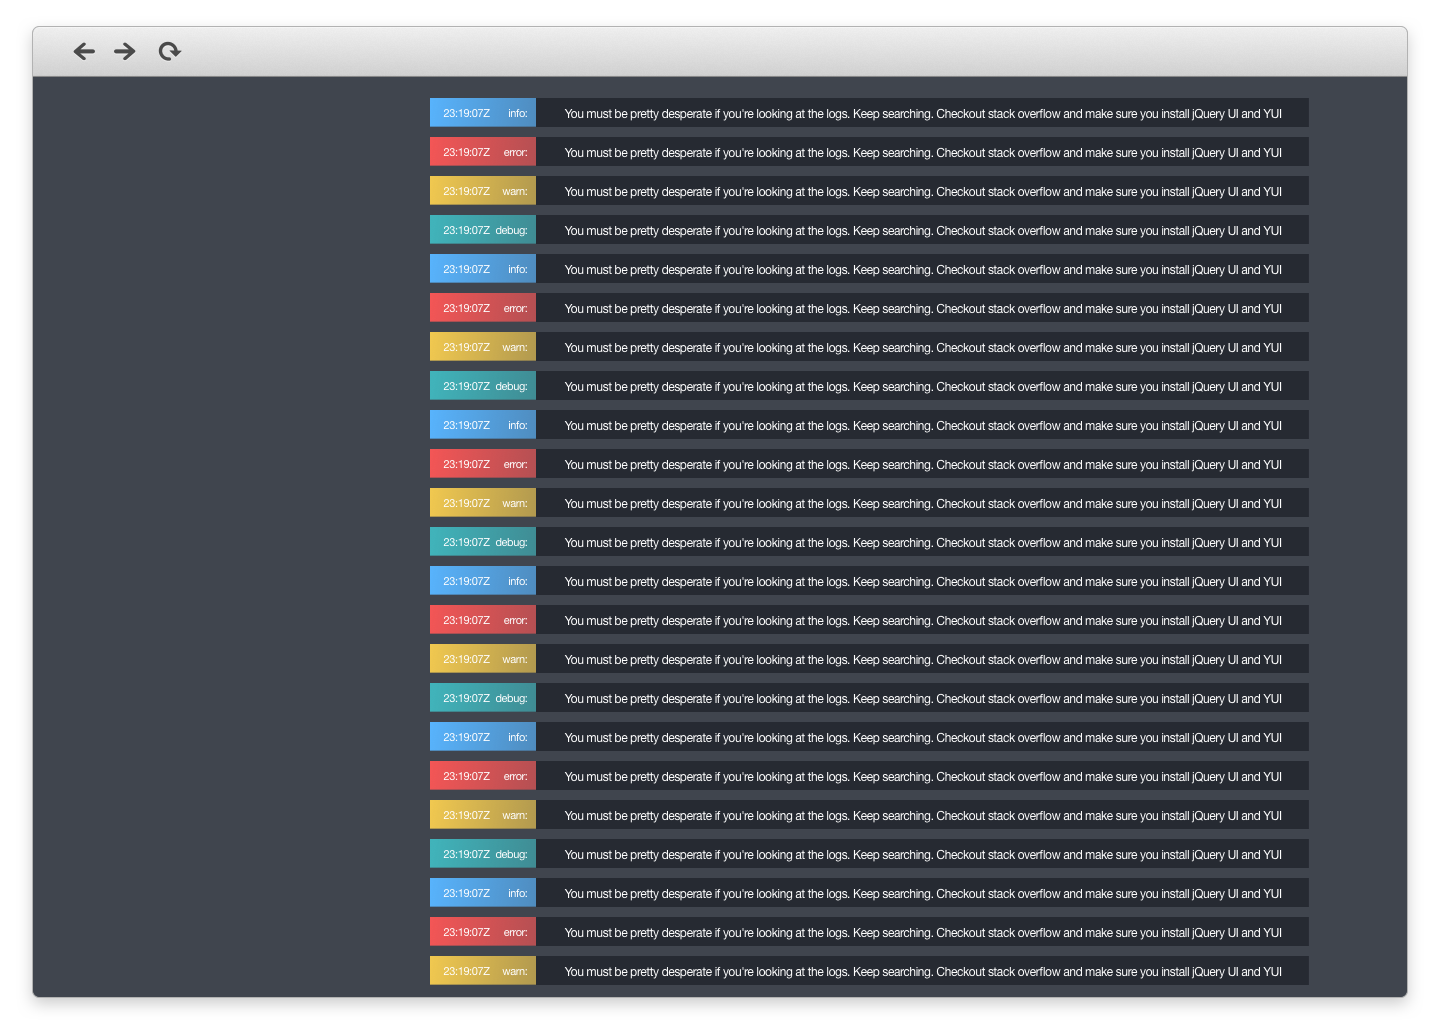 23:19:07Z info: You must be pretty desperate if you're looking at the logs. Keep searching. Checkout stack overflow and make sure you install jQuery UI and YUI
23:19:07Z error: You must be pretty desperate if you're looking at the logs. Keep searching. Checkout stack overflow and make sure you install jQuery UI and YUI
23:19:07Z warn: You must be pretty desperate if you're looking at the logs. Keep searching. Checkout stack overflow and make sure you install jQuery UI and YUI
23:19:07Z debug: You must be pretty desperate if you're looking at the logs. Keep searching. Checkout stack overflow and make sure you install jQuery UI and YUI
23:19:07Z info: You must be pretty desperate if you're looking at the logs. Keep searching. Checkout stack overflow and make sure you install jQuery UI and YUI
23:19:07Z error: You must be pretty desperate if you're looking at the logs. Keep searching. Checkout stack overflow and make sure you install jQuery UI and YUI
23:19:07Z warn: You must be pretty desperate if you're looking at the logs. Keep searching. Checkout stack overflow and make sure you install jQuery UI and YUI
23:19:07Z debug: You must be pretty desperate if you're looking at the logs. Keep searching. Checkout stack overflow and make sure you install jQuery UI and YUI
23:19:07Z info: You must be pretty desperate if you're looking at the logs. Keep searching. Checkout stack overflow and make sure you install jQuery UI and YUI
23:19:07Z error: You must be pretty desperate if you're looking at the logs. Keep searching. Checkout stack overflow and make sure you install jQuery UI and YUI
23:19:07Z warn: You must be pretty desperate if you're looking at the logs. Keep searching. Checkout stack overflow and make sure you install jQuery UI and YUI
23:19:07Z debug: You must be pretty desperate if you're looking at the logs. Keep searching. Checkout stack overflow and make sure you install jQuery UI and YUI
23:19:07Z info: You must be pretty desperate if you're looking at the logs. Keep searching. Checkout stack overflow and make sure you install jQuery UI and YUI
23:19:07Z error: You must be pretty desperate if you're looking at the logs. Keep searching. Checkout stack overflow and make sure you install jQuery UI and YUI
23:19:07Z warn: You must be pretty desperate if you're looking at the logs. Keep searching. Checkout stack overflow and make sure you install jQuery UI and YUI
23:19:07Z debug: You must be pretty desperate if you're looking at the logs. Keep searching. Checkout stack overflow and make sure you install jQuery UI and YUI
23:19:07Z info: You must be pretty desperate if you're looking at the logs. Keep searching. Checkout stack overflow and make sure you install jQuery UI and YUI
23:19:07Z error: You must be pretty desperate if you're looking at the logs. Keep searching. Checkout stack overflow and make sure you install jQuery UI and YUI
23:19:07Z warn: You must be pretty desperate if you're looking at the logs. Keep searching. Checkout stack overflow and make sure you install jQuery UI and YUI
23:19:07Z debug: You must be pretty desperate if you're looking at the logs. Keep searching. Checkout stack overflow and make sure you install jQuery UI and YUI
23:19:07Z info: You must be pretty desperate if you're looking at the logs. Keep searching. Checkout stack overflow and make sure you install jQuery UI and YUI
23:19:07Z error: You must be pretty desperate if you're looking at the logs. Keep searching. Checkout stack overflow and make sure you install jQuery UI and YUI
23:19:07Z warn: You must be pretty desperate if you're looking at the logs. Keep searching. Checkout stack overflow and make sure you install jQuery UI and YUI